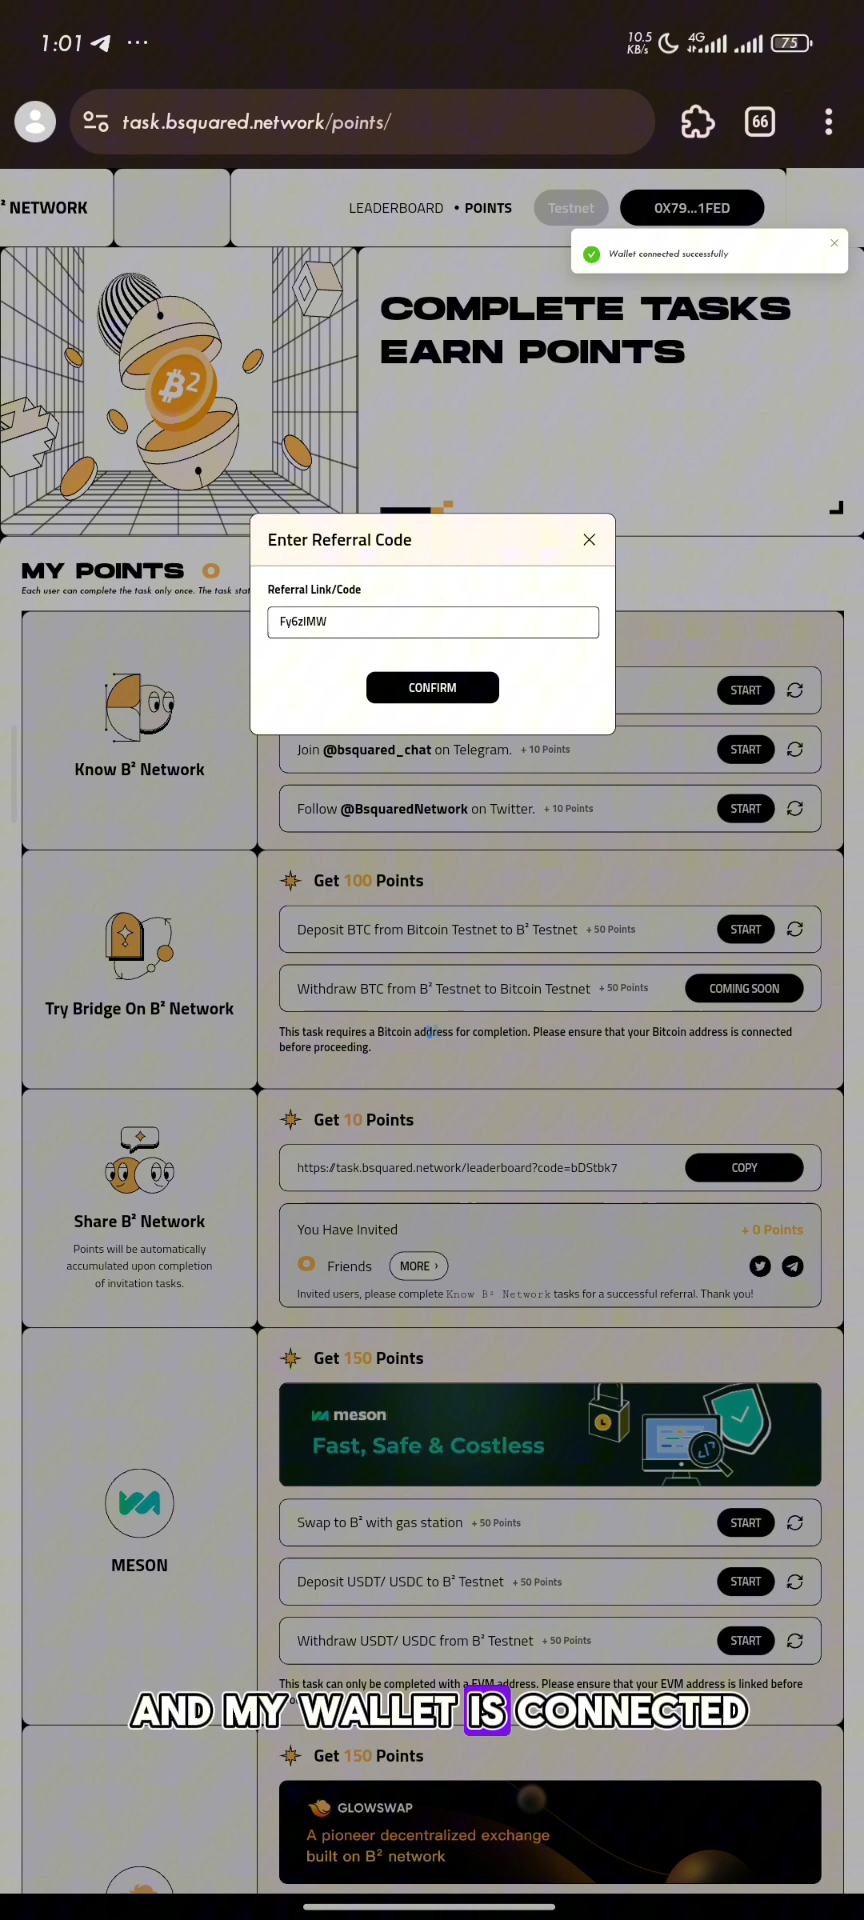 1:01 ...
10.5 KB/s 4G 75
task.bsquared.network/points/
66
² NETWORK
LEADERBOARD • POINTS Testnet 0X79...1FED
Wallet connected successfully
COMPLETE TASKS
EARN POINTS
B2
Enter Referral Code
Referral Link/Code
Fy6zIMW
CONFIRM
MY POINTS 0
Each user can complete the task only once. The task stat
Know B² Network
START
Join @bsquared_chat on Telegram. + 10 Points START
Follow @BsquaredNetwork on Twitter. + 10 Points START
Try Bridge On B² Network
Get 100 Points
Deposit BTC from Bitcoin Testnet to B² Testnet + 50 Points START
Withdraw BTC from B² Testnet to Bitcoin Testnet + 50 Points COMING SOON
This task requires a Bitcoin address for completion. Please ensure that your Bitcoin address is connected
before proceeding.
Share B² Network
Points will be automatically
accumulated upon completion
of invitation tasks.
Get 10 Points
https://task.bsquared.network/leaderboard?code=bDStbk7 COPY
You Have Invited + 0 Points
0 Friends MORE ›
Invited users, please complete Know B² Network tasks for a successful referral. Thank you!
MESON
Get 150 Points
meson
Fast, Safe & Costless
Swap to B² with gas station + 50 Points START
Deposit USDT/ USDC to B² Testnet + 50 Points START
Withdraw USDT/ USDC from B² Testnet + 50 Points START
This task can only be completed with a EVM address. Please ensure that your EVM address is linked before
AND MY WALLET IS CONNECTED
Get 150 Points
GLOWSWAP
A pioneer decentralized exchange
built on B² network